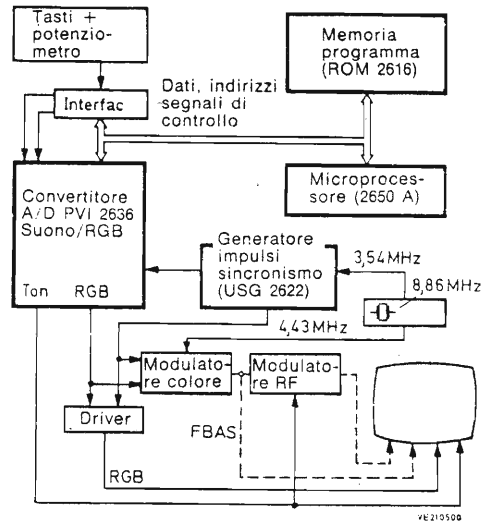 Tasti +
potenzio-
metro
Memoria
programma
(ROM 2616)
Interfac
Dati, indirizzi
segnali di
controllo
Convertitore
A/D PVI 2636
Suono/RGB
Ton RGB
Microproces-
sore (2650 A)
Generatore
impulsi
sincronismo
(USG 2622)
3,54MHz
8,86MHz
4,43MHz
Modulato-
re colore
Modulato-
re RF
Driver
FBAS
RGB
VE210500